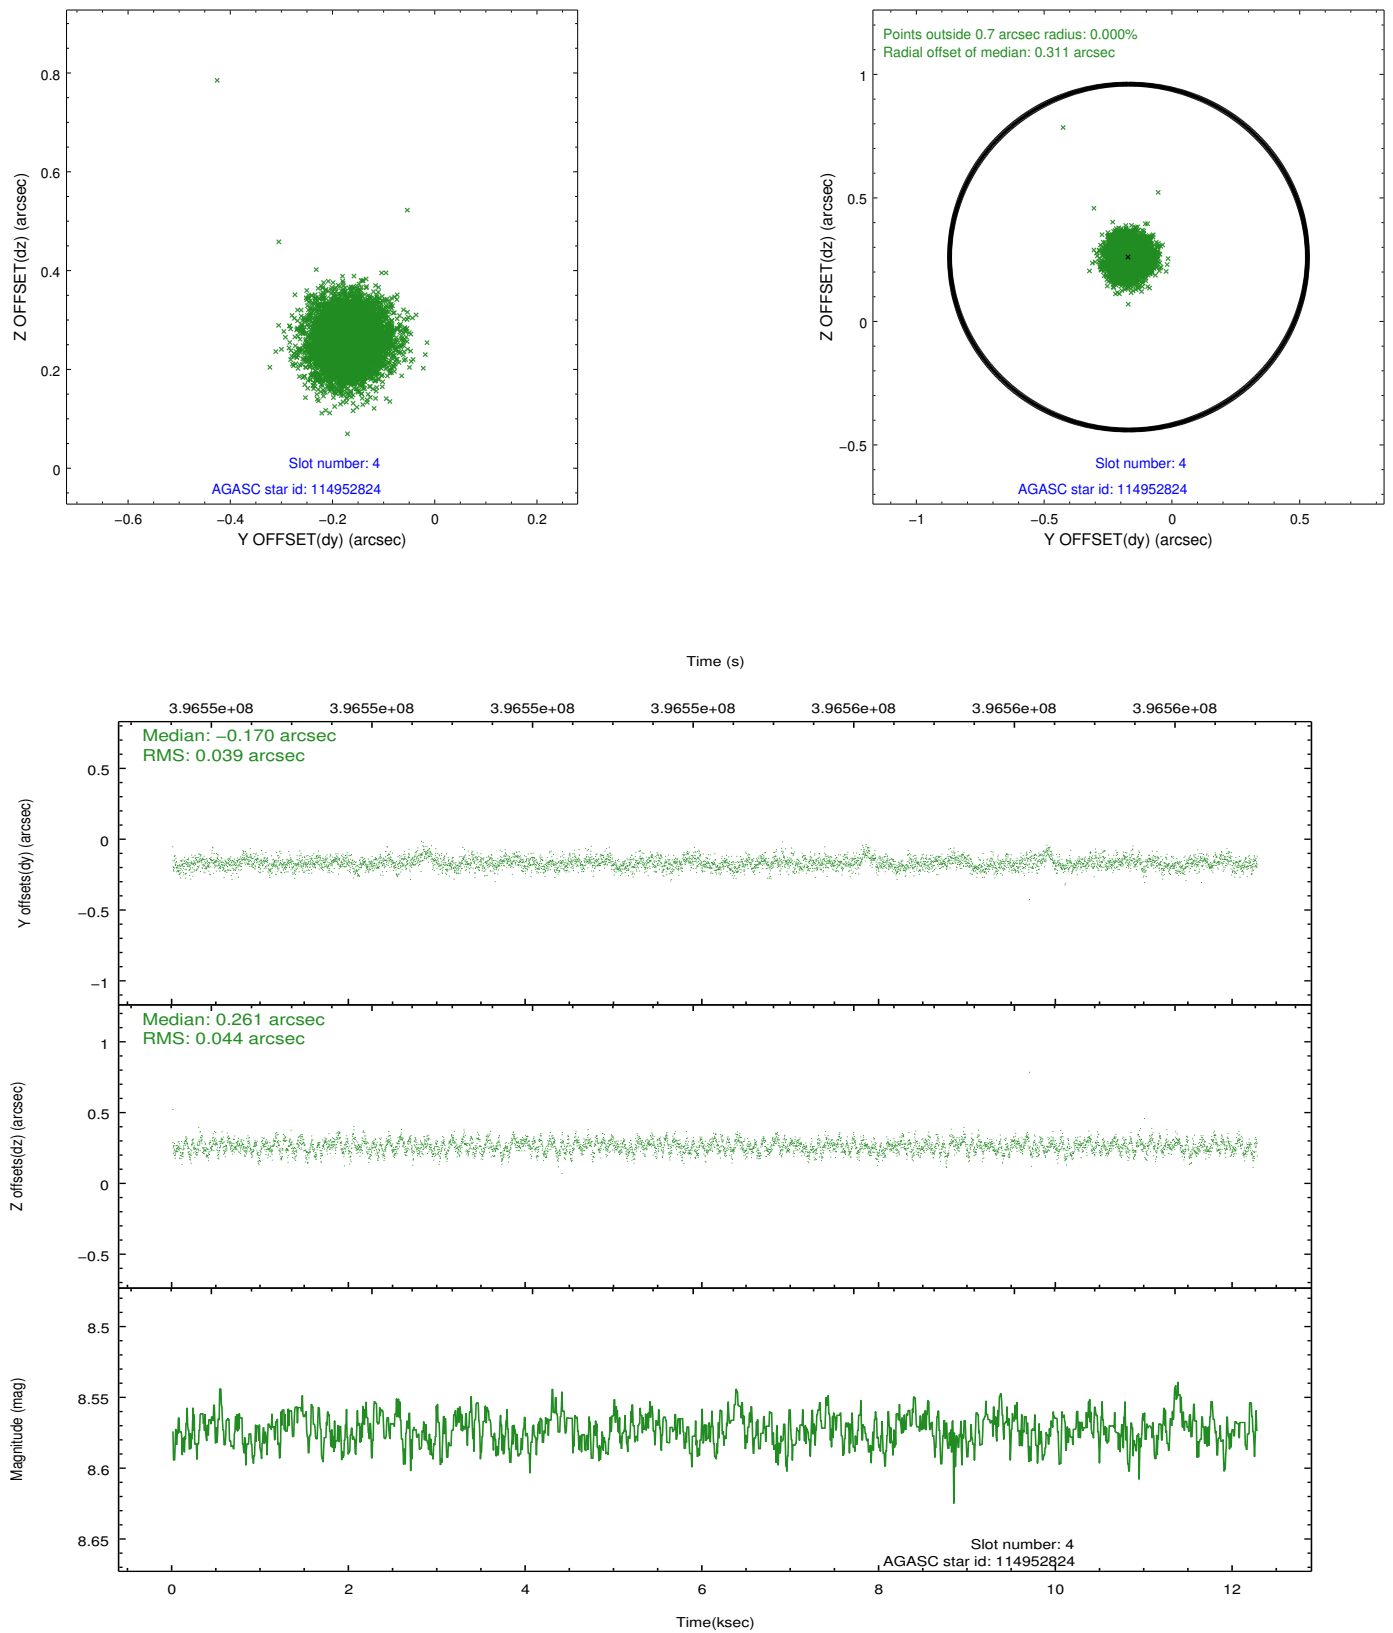 0.8
0.6
0.4
0.2
0
Z OFFSET(dz) (arcsec)
Slot number: 4
AGASC star id: 114952824
−0.6 −0.4 −0.2 0 0.2
Y OFFSET(dy) (arcsec)
Points outside 0.7 arcsec radius: 0.000%
Radial offset of median: 0.311 arcsec
1
0.5
0
−0.5
Z OFFSET(dz) (arcsec)
Slot number: 4
AGASC star id: 114952824
−1 −0.5 0 0.5
Y OFFSET(dy) (arcsec)
Time (s)
3.9655e+08 3.9655e+08 3.9655e+08 3.9655e+08 3.9656e+08 3.9656e+08 3.9656e+08
Median: −0.170 arcsec
RMS: 0.039 arcsec
0.5
0
−0.5
−1
Y offsets(dy) (arcsec)
Median: 0.261 arcsec
RMS: 0.044 arcsec
1
0.5
0
−0.5
Z offsets(dz) (arcsec)
8.5
8.55
8.6
8.65
Magnitude (mag)
Slot number: 4
AGASC star id: 114952824
0 2 4 6 8 10 12
Time(ksec)